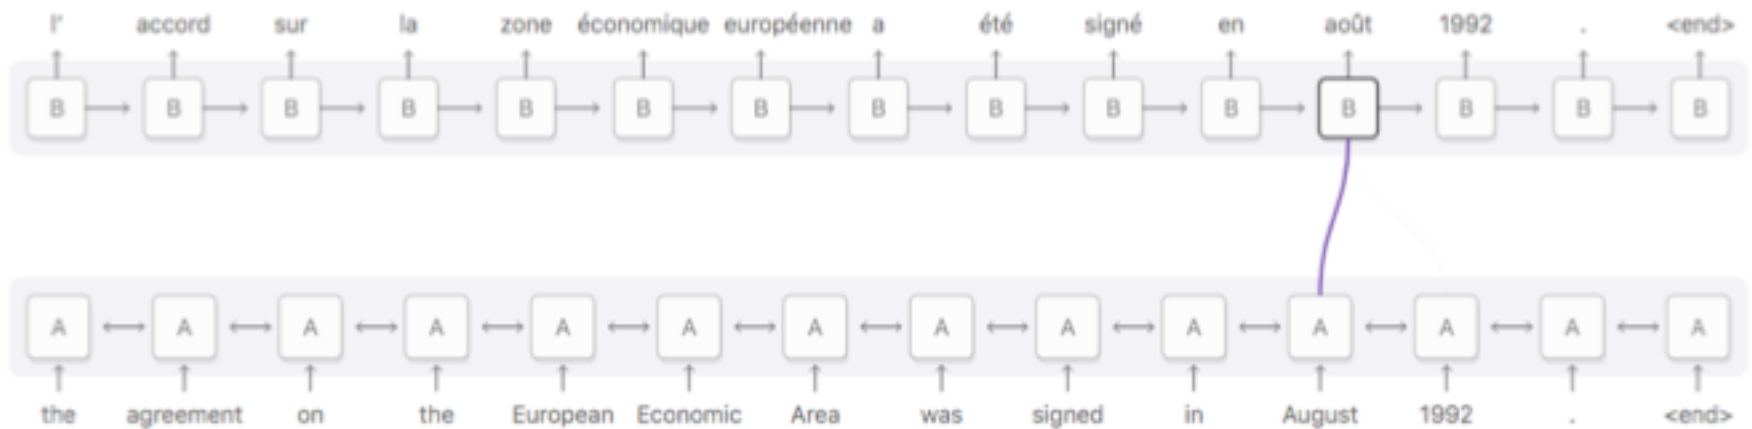 l' accord sur la zone économique européenne a été signé en août 1992 . <end>
B B B B B B B B B B B B B B B
A A A A A A A A A A A A A A
the agreement on the European Economic Area was signed in August 1992 . <end>